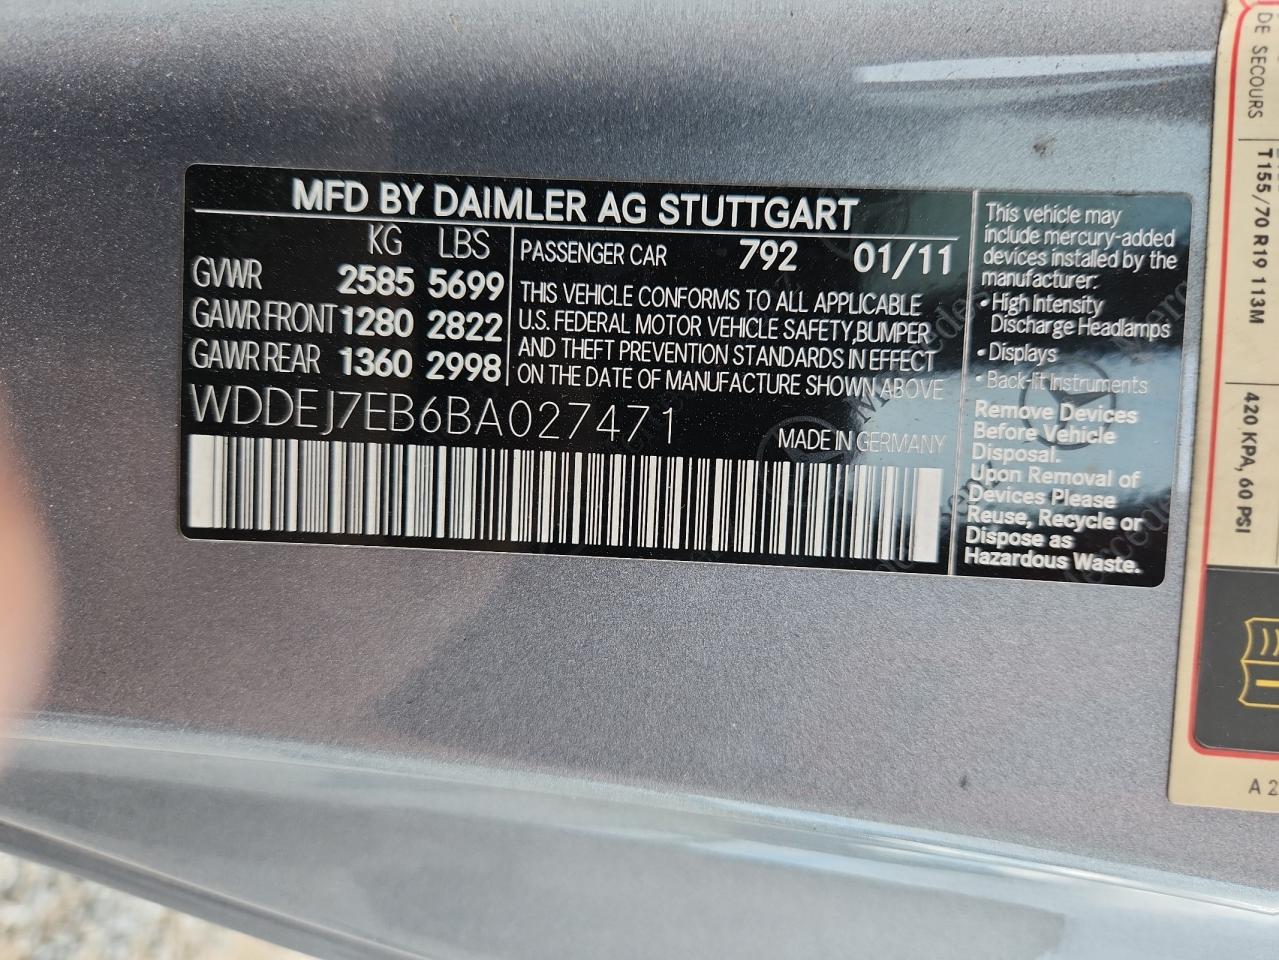 MFD BY DAIMLER AG STUTTGART
KG LBS
GVWR 2585 5699
GAWR FRONT 1280 2822
GAWR REAR 1360 2998
PASSENGER CAR 792 01/11
THIS VEHICLE CONFORMS TO ALL APPLICABLE
U.S. FEDERAL MOTOR VEHICLE SAFETY, BUMPER
AND THEFT PREVENTION STANDARDS IN EFFECT
ON THE DATE OF MANUFACTURE SHOWN ABOVE
WDDEJ7EB6BA027471
MADE IN GERMANY
This vehicle may
include mercury-added
devices installed by the
manufacturer:
• High Intensity
Discharge Headlamps
• Displays
• Back-lit Instruments
Remove Devices
Before Vehicle
Disposal.
Upon Removal of
Devices Please
Reuse, Recycle or
Dispose as
Hazardous Waste.
DE SECOURS
T155/70 R19 113M
420 KPA, 60 PSI
A 2